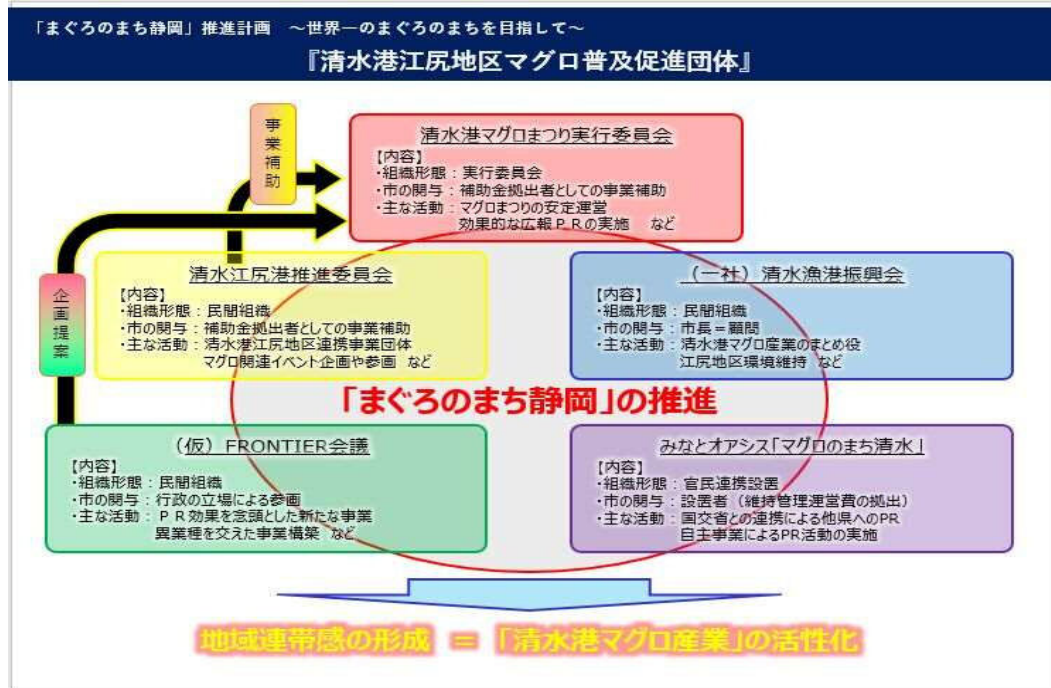 「まぐろのまち静岡」推進計画　～世界一のまぐろのまちを目指して～
『清水港江尻地区マグロ普及促進団体』
事業補助
清水港マグロまつり実行委員会
【内容】
・組織形態：実行委員会
・市の関与：補助金拠出者としての事業補助
・主な活動：マグロまつりの安定運営
効果的な広報ＰＲの実施　など
企画提案
清水江尻港推進委員会
【内容】
・組織形態：民間組織
・市の関与：補助金拠出者としての事業補助
・主な活動：清水港江尻地区連携事業団体
マグロ関連イベント企画や参画　など
（一社）清水漁港振興会
【内容】
・組織形態：民間組織
・市の関与：市長＝顧問
・主な活動：清水港マグロ産業のまとめ役
江尻地区環境維持　など
「まぐろのまち静岡」の推進
（仮）FRONTIER会議
【内容】
・組織形態：民間組織
・市の関与：行政の立場による参画
・主な活動：ＰＲ効果を念頭とした新たな事業
異業種を交えた事業構築　など
みなとオアシス「マグロのまち清水」
【内容】
・組織形態：官民連携設置
・市の関与：設置者（維持管理運営費の拠出）
・主な活動：国交省との連携による他県へのPR
自主事業によるPR活動の実施
地域連帯感の形成　＝　「清水港マグロ産業」の活性化